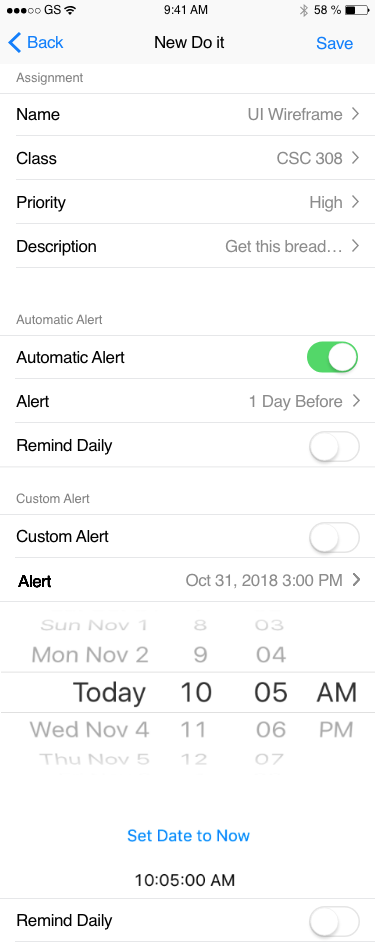 GS 9:41 AM 58 %
Back New Do it Save
Assignment
Name UI Wireframe
Class CSC 308
Priority High
Description Get this bread…
Automatic Alert
Automatic Alert
Alert 1 Day Before
Remind Daily
Custom Alert
Custom Alert
Alert Oct 31, 2018 3:00 PM
Sun Nov 1 8 03
Mon Nov 2 9 04
Today 10 05 AM
Wed Nov 4 11 06 PM
Thu Nov 5 12 07
Set Date to Now
10:05:00 AM
Remind Daily